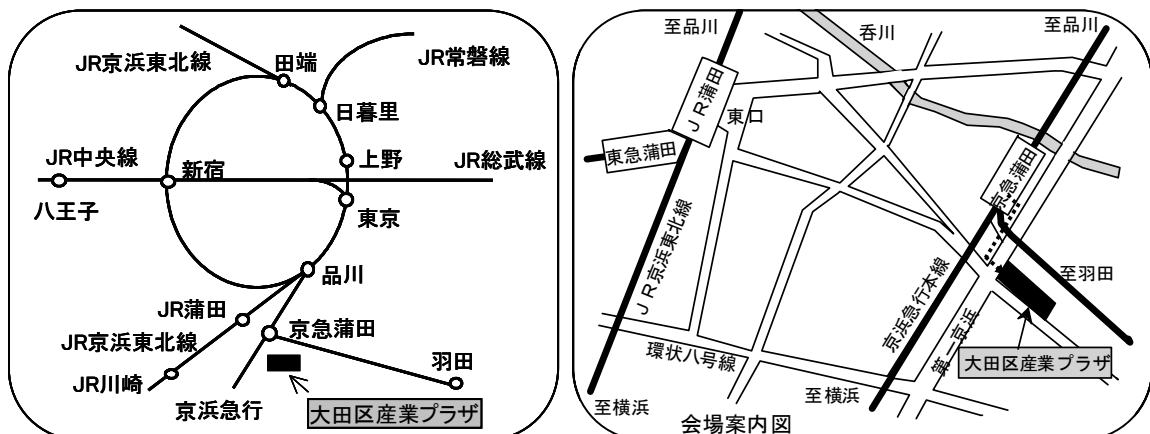 JR京浜東北線
田端
JR常磐線
日暮里
JR中央線
新宿
上野
JR総武線
八王子
東京
品川
JR蒲田
京急蒲田
JR京浜東北線
羽田
JR川崎
京浜急行
大田区産業プラザ
至品川
呑川
至品川
JR蒲田
東口
東急蒲田
京急蒲田
JR京浜東北線
至羽田
京浜急行本線
第一京浜
環状八号線
大田区産業プラザ
至横浜
至横浜
会場案内図